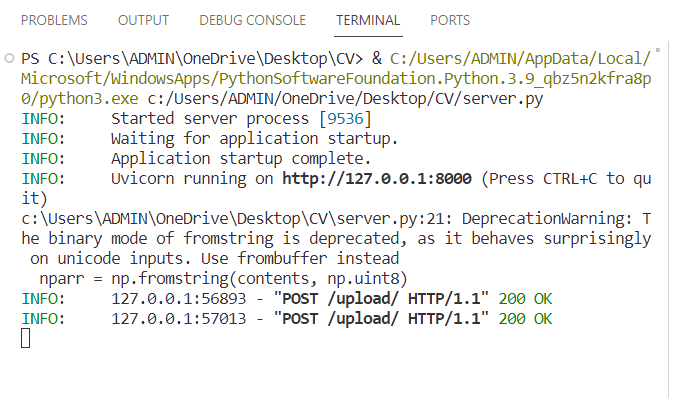 PROBLEMS OUTPUT DEBUG CONSOLE TERMINAL PORTS
PS C:\Users\ADMIN\OneDrive\Desktop\CV> & C:/Users/ADMIN/AppData/Local/
Microsoft/WindowsApps/PythonSoftwareFoundation.Python.3.9_qbz5n2kfra8p
0/python3.exe c:/Users/ADMIN/OneDrive/Desktop/CV/server.py
INFO:     Started server process [9536]
INFO:     Waiting for application startup.
INFO:     Application startup complete.
INFO:     Uvicorn running on http://127.0.0.1:8000 (Press CTRL+C to qu
it)
c:\Users\ADMIN\OneDrive\Desktop\CV\server.py:21: DeprecationWarning: T
he binary mode of fromstring is deprecated, as it behaves surprisingly
 on unicode inputs. Use frombuffer instead
  nparr = np.fromstring(contents, np.uint8)
INFO:     127.0.0.1:56893 - "POST /upload/ HTTP/1.1" 200 OK
INFO:     127.0.0.1:57013 - "POST /upload/ HTTP/1.1" 200 OK